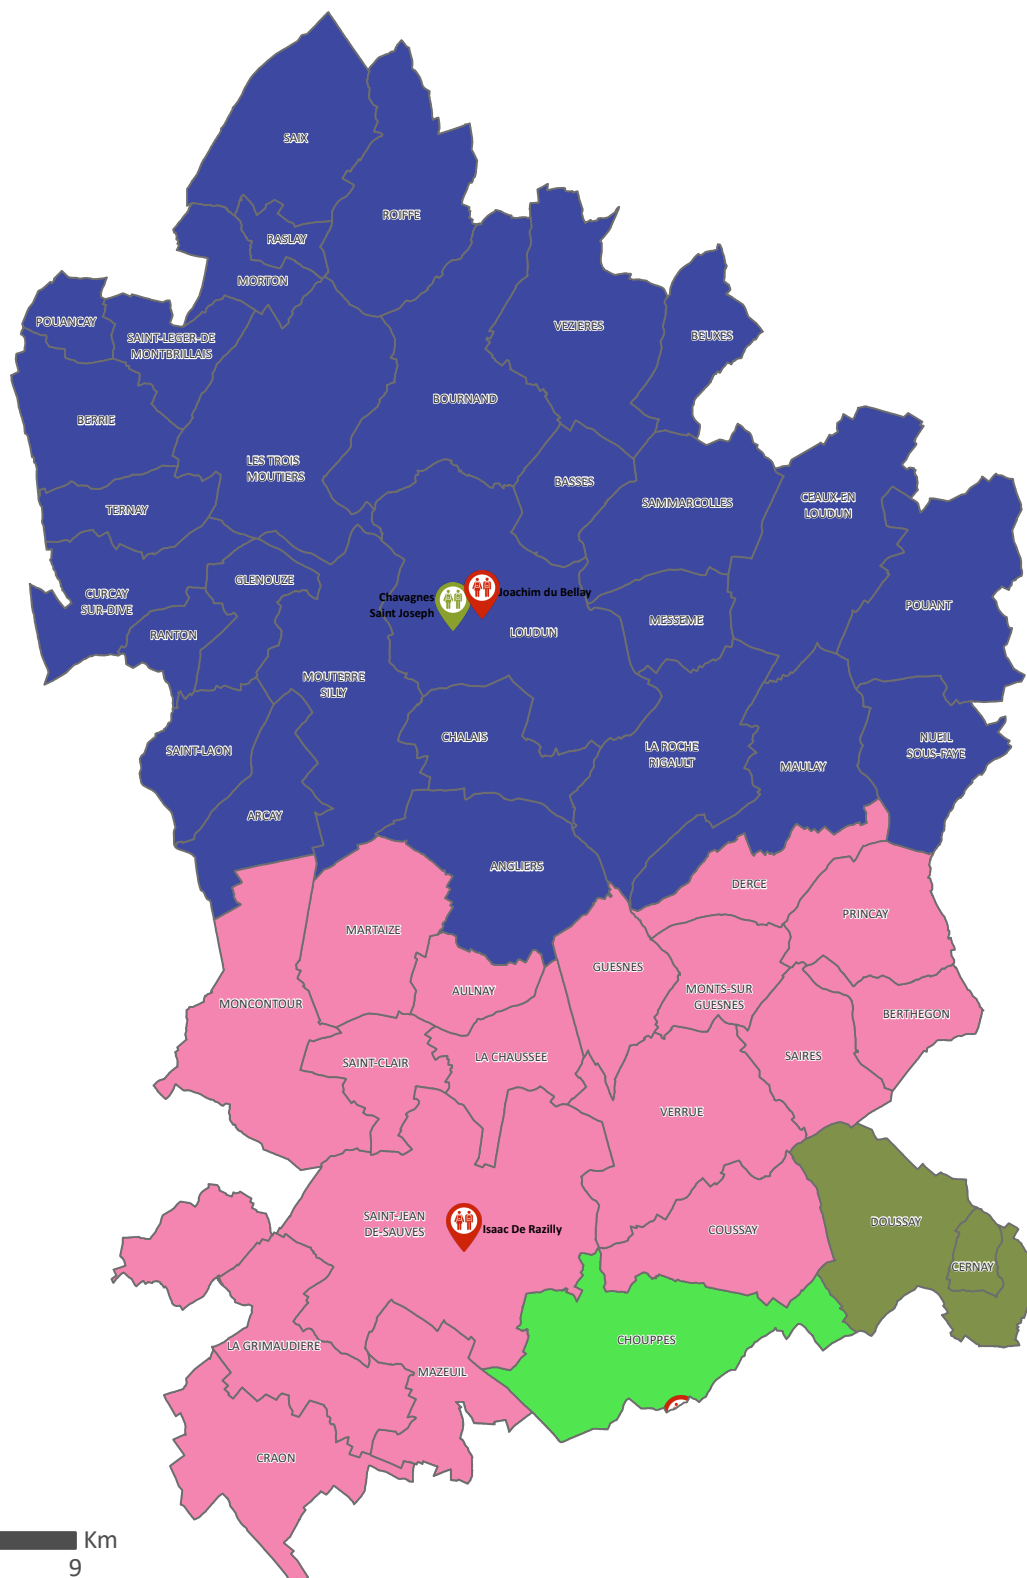 SAIX
ROIFFE
RASLAY
MORTON
POUANCAY
SAINT-LEGER-DE
MONTBRILLAIS
VEZIERES
BEUXES
BERRIE
BOURNAND
LES TROIS
MOUTIERS
BASSES
SAMMARCOLLES
CEAUX-EN
LOUDUN
TERNAY
GLENOUZE
CURCAY
SUR-DIVE
RANTON
Chavagnes
Saint Joseph
Joachim du Bellay
LOUDUN
MESSEME
POUANT
MOUTERRE
SILLY
SAINT-LAON
CHALAIS
LA ROCHE
RIGAULT
MAULAY
NUEIL
SOUS-FAYE
ARCAY
ANGLIERS
DERCE
PRINCAY
MARTAIZE
GUESNES
AULNAY
MONTS-SUR
GUESNES
MONCONTOUR
BERTHEGON
SAINT-CLAIR
LA CHAUSSEE
SAIRES
VERRUE
SAINT-JEAN
DE-SAUVES
Isaac De Razilly
COUSSAY
DOUSSAY
CERNAY
LA GRIMAUDIERE
CHOUPPES
MAZEUIL
CRAON
Km
9